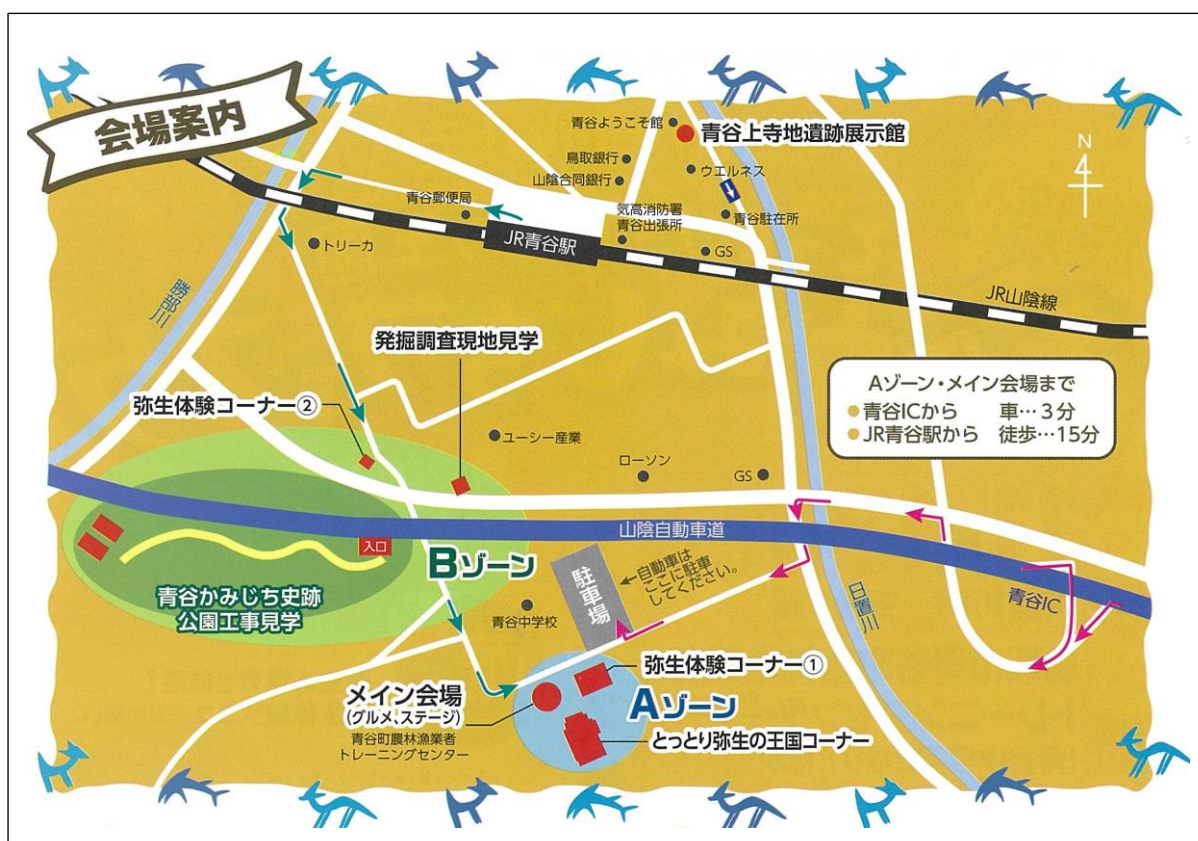 会場案内
N
青谷ようこそ館
青谷上寺地遺跡展示館
鳥取銀行
山陰合同銀行
ウエルネス
青谷郵便局
気高消防署
青谷出張所
青谷駐在所
JR青谷駅
トリーカ
GS
JR山陰線
勝部川
発掘調査現地見学
弥生体験コーナー②
Aゾーン・メイン会場まで
青谷ICから 車…3分
JR青谷駅から 徒歩…15分
ユーシー産業
ローソン
GS
山陰自動車道
入口
Bゾーン
自動車は
ここに駐車
してください。
駐車場
青谷かみじち史跡
公園工事見学
青谷中学校
日置川
青谷IC
弥生体験コーナー①
メイン会場
(グルメ、ステージ)
青谷町農林漁業者
トレーニングセンター
Aゾーン
とっとり弥生の王国コーナー